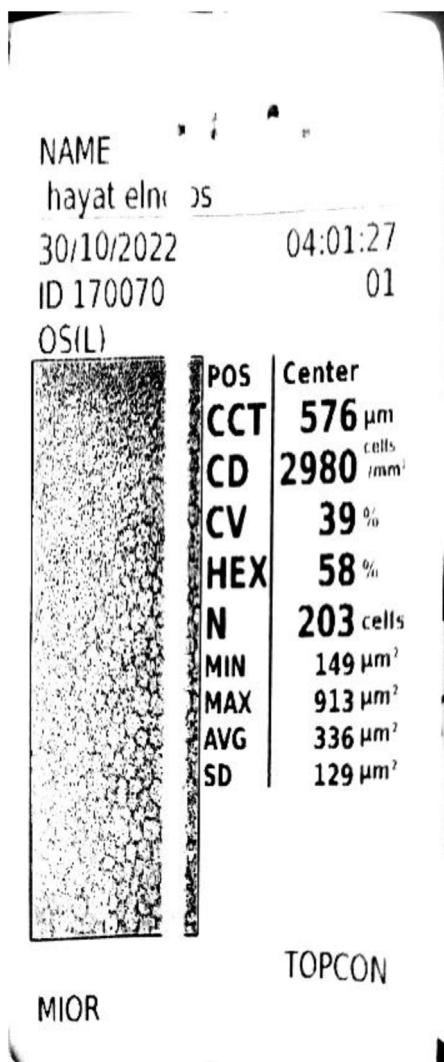 NAME
hayat
30/10/2022 04:01:27
ID 170070 01
OS(L)
POS Center
CCT 576 µm
CD 2980 cells/mm²
CV 39 %
HEX 58 %
N 203 cells
MIN 149 µm²
MAX 913 µm²
AVG 336 µm²
SD 129 µm²
TOPCON
MIOR